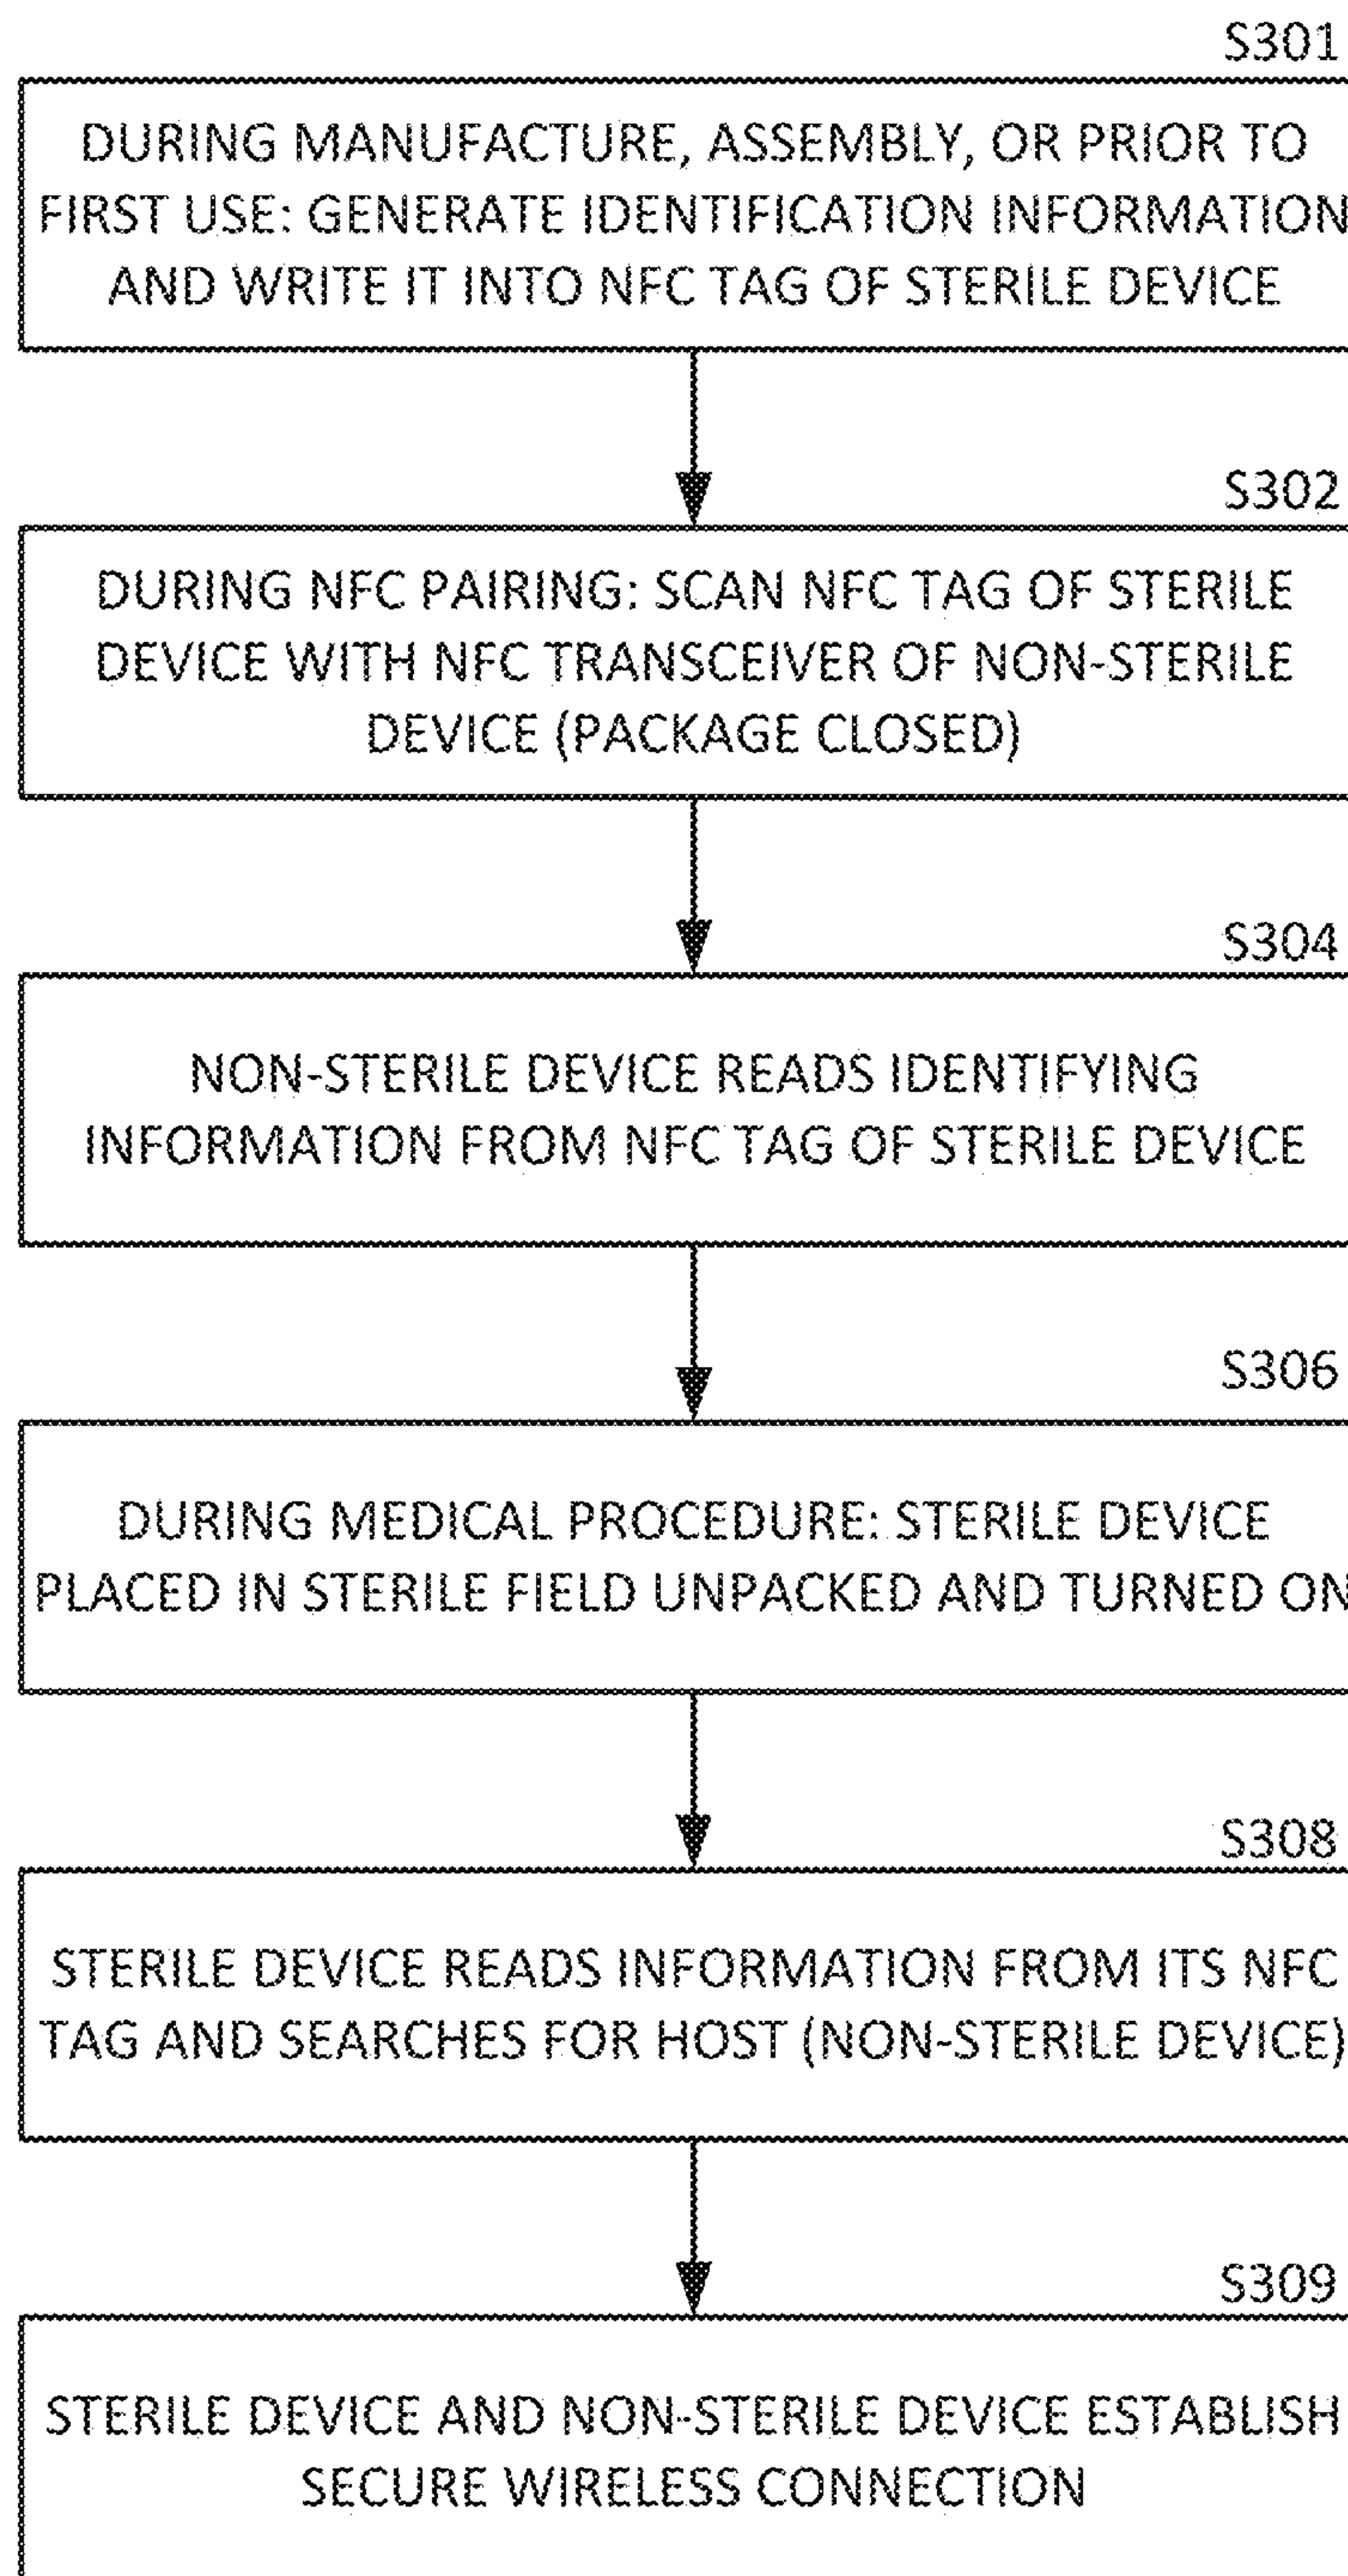 S301
DURING MANUFACTURE, ASSEMBLY, OR PRIOR TO
FIRST USE: GENERATE IDENTIFICATION INFORMATION
AND WRITE IT INTO NFC TAG OF STERILE DEVICE
S302
DURING NFC PAIRING: SCAN NFC TAG OF STERILE
DEVICE WITH NFC TRANSCEIVER OF NON-STERILE
DEVICE (PACKAGE CLOSED)
S304
NON-STERILE DEVICE READS IDENTIFYING
INFORMATION FROM NFC TAG OF STERILE DEVICE
S306
DURING MEDICAL PROCEDURE: STERILE DEVICE
PLACED IN STERILE FIELD UNPACKED AND TURNED ON
S308
STERILE DEVICE READS INFORMATION FROM ITS NFC
TAG AND SEARCHES FOR HOST (NON-STERILE DEVICE)
S309
STERILE DEVICE AND NON-STERILE DEVICE ESTABLISH
SECURE WIRELESS CONNECTION